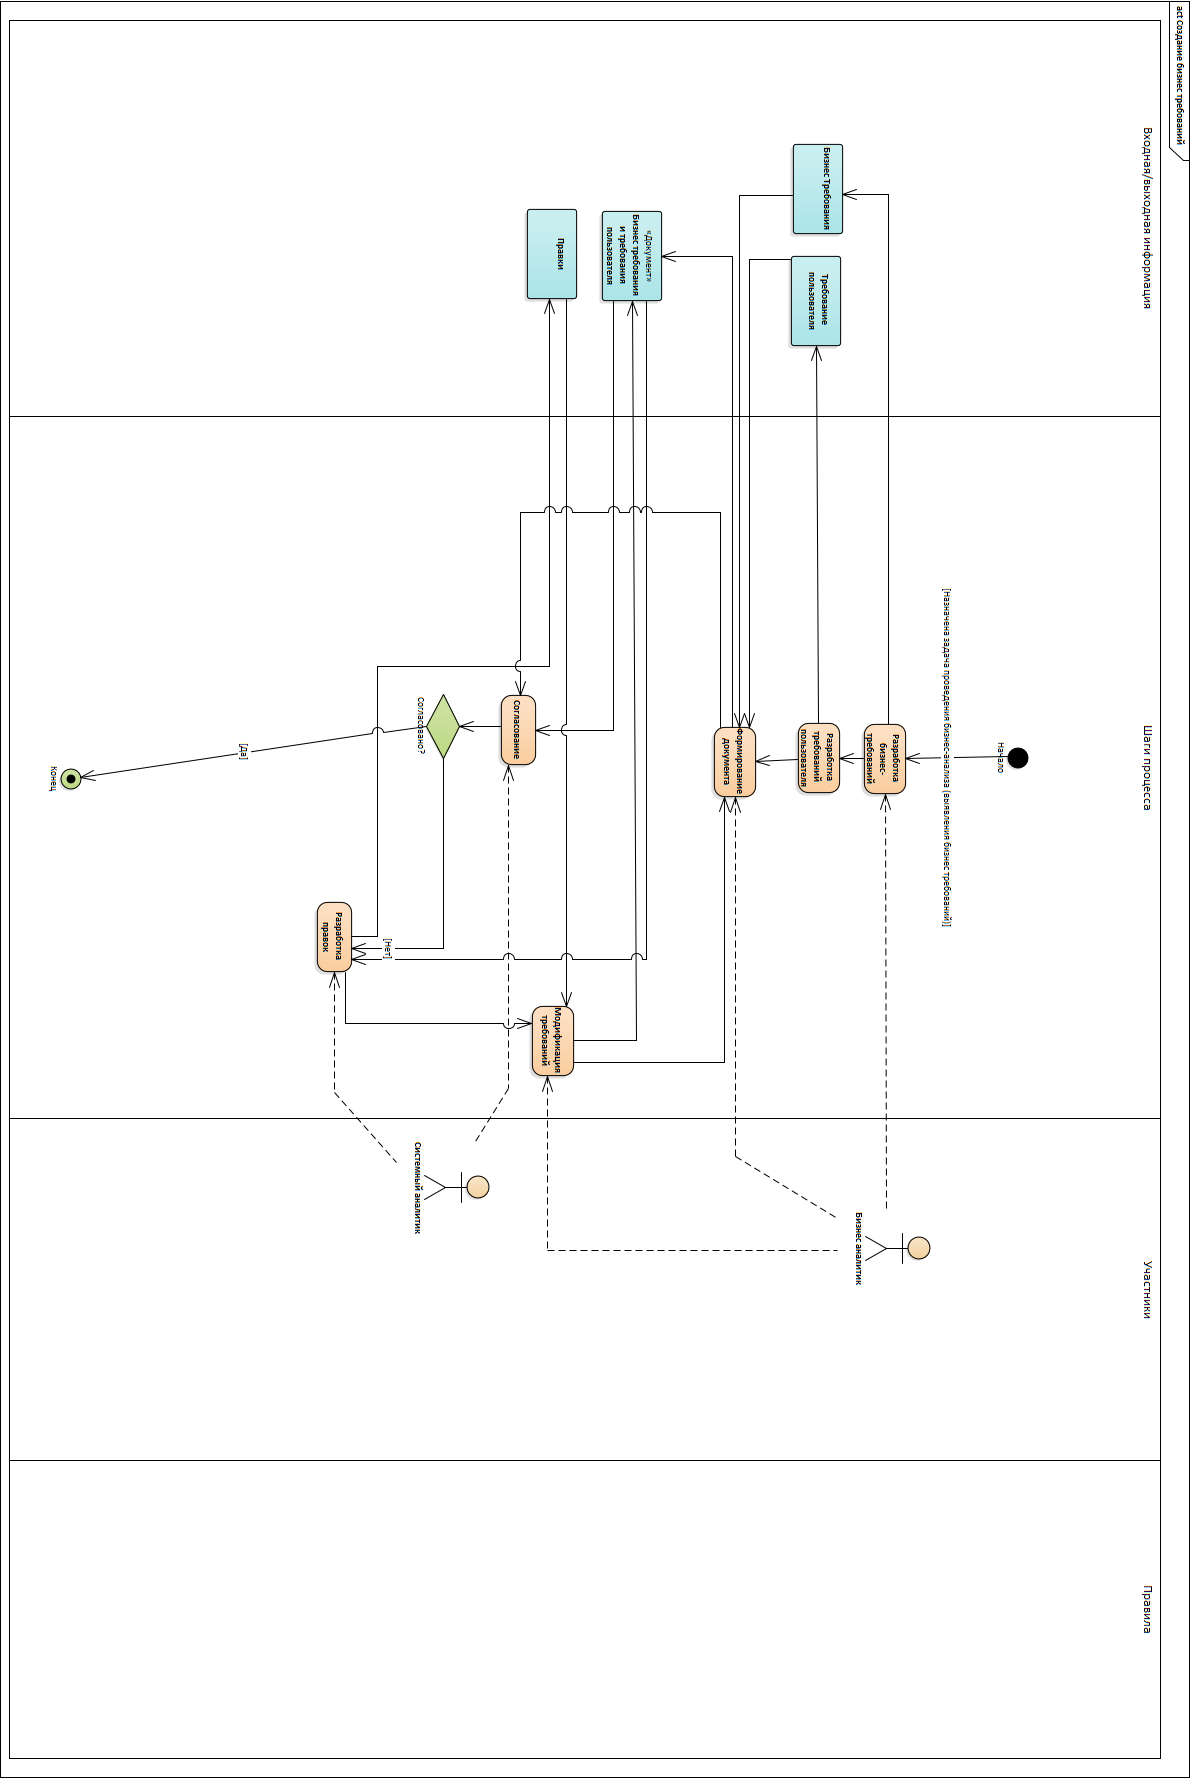 act Создание бизнес требований
Входная/выходная информация
Шаги процесса
Участники
Правила
Начало
[Назначена задача проведения бизнес-анализа (выявления бизнес требований)]
Разработка
бизнес-
требований
Бизнес Требования
Разработка
требований
пользователя
Требование
пользователя
Формирование
документа
«Документ»
Бизнес требования
и требования
пользователя
Правки
Согласование
Согласовано?
[Нет]
[Да]
Разработка
правок
Модификация
требований
Конец
Бизнес аналитик
Системный аналитик